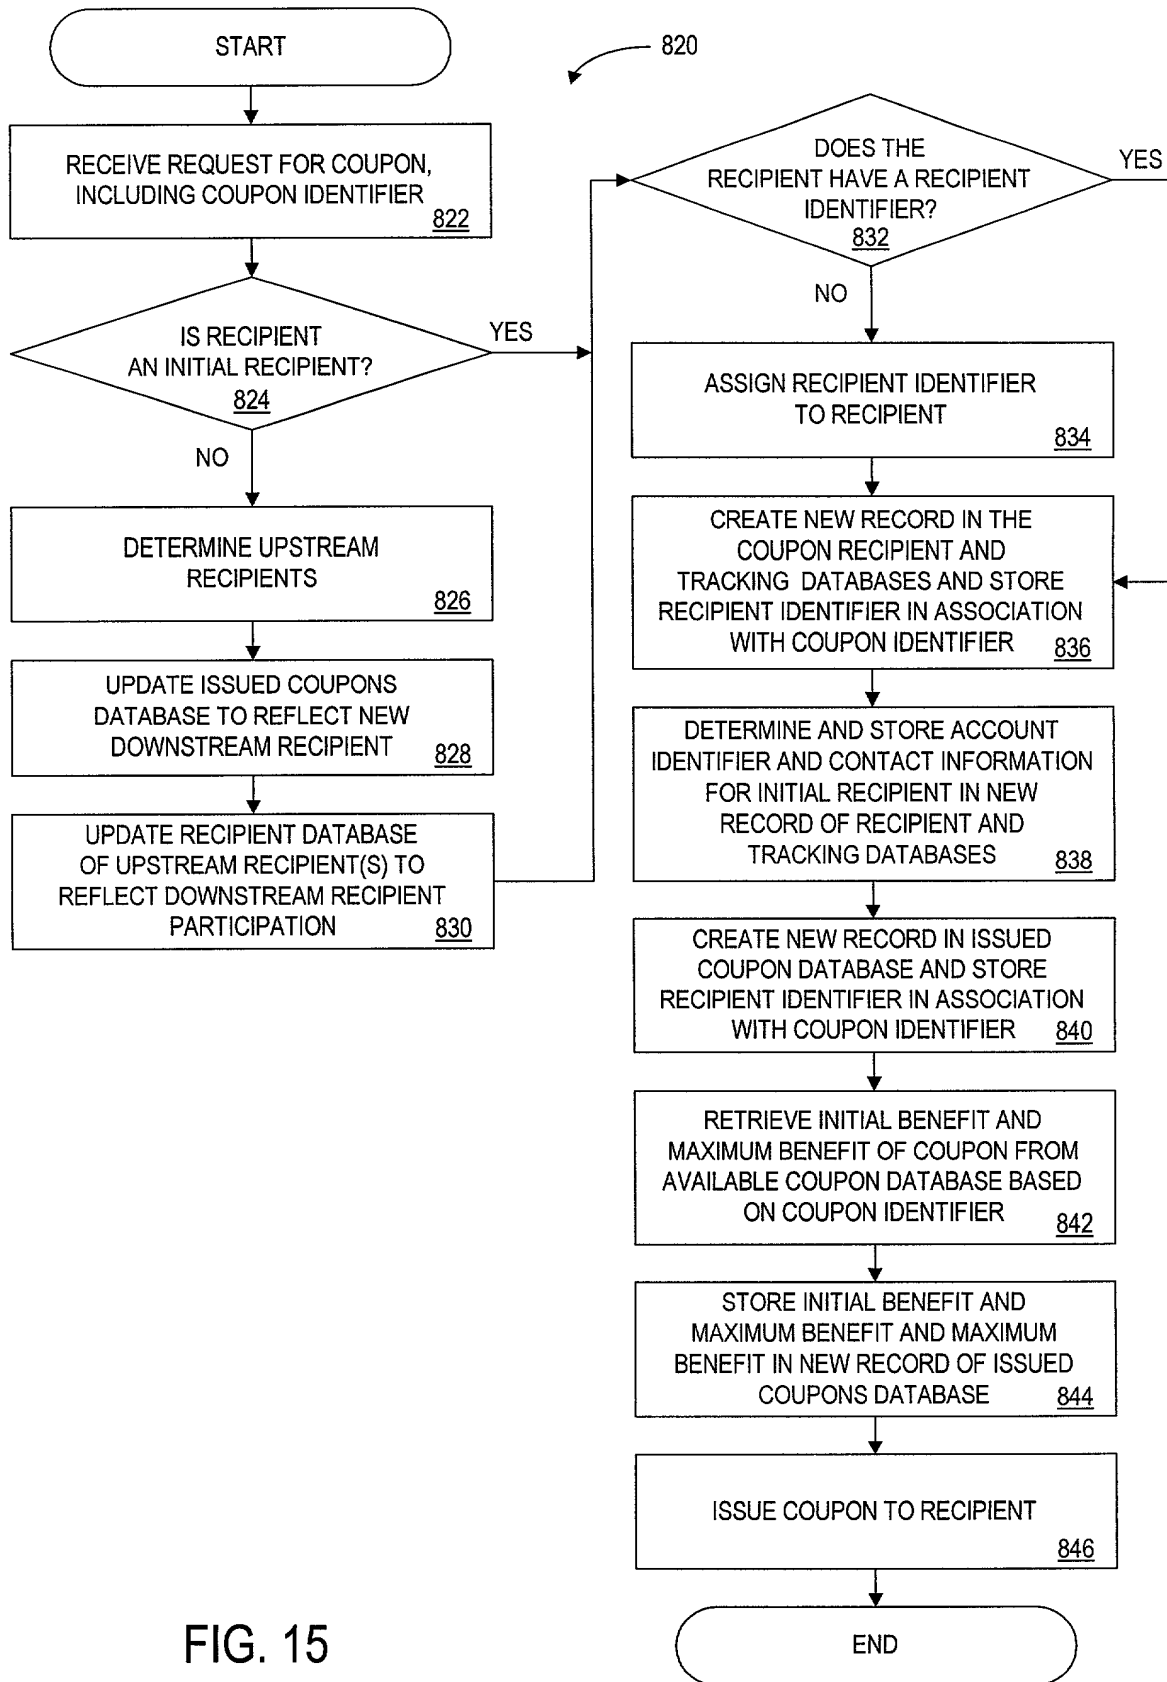 START
820
RECEIVE REQUEST FOR COUPON,
INCLUDING COUPON IDENTIFIER
822
IS RECIPIENT
AN INITIAL RECIPIENT?
824
YES
NO
DETERMINE UPSTREAM
RECIPIENTS
826
UPDATE ISSUED COUPONS
DATABASE TO REFLECT NEW
DOWNSTREAM RECIPIENT
828
UPDATE RECIPIENT DATABASE
OF UPSTREAM RECIPIENT(S) TO
REFLECT DOWNSTREAM RECIPIENT
PARTICIPATION
830
DOES THE
RECIPIENT HAVE A RECIPIENT
IDENTIFIER?
832
YES
NO
ASSIGN RECIPIENT IDENTIFIER
TO RECIPIENT
834
CREATE NEW RECORD IN THE
COUPON RECIPIENT AND
TRACKING DATABASES AND STORE
RECIPIENT IDENTIFIER IN ASSOCIATION
WITH COUPON IDENTIFIER
836
DETERMINE AND STORE ACCOUNT
IDENTIFIER AND CONTACT INFORMATION
FOR INITIAL RECIPIENT IN NEW
RECORD OF RECIPIENT AND
TRACKING DATABASES
838
CREATE NEW RECORD IN ISSUED
COUPON DATABASE AND STORE
RECIPIENT IDENTIFIER IN ASSOCIATION
WITH COUPON IDENTIFIER
840
RETRIEVE INITIAL BENEFIT AND
MAXIMUM BENEFIT OF COUPON FROM
AVAILABLE COUPON DATABASE BASED
ON COUPON IDENTIFIER
842
STORE INITIAL BENEFIT AND
MAXIMUM BENEFIT AND MAXIMUM
BENEFIT IN NEW RECORD OF ISSUED
COUPONS DATABASE
844
ISSUE COUPON TO RECIPIENT
846
END
FIG. 15